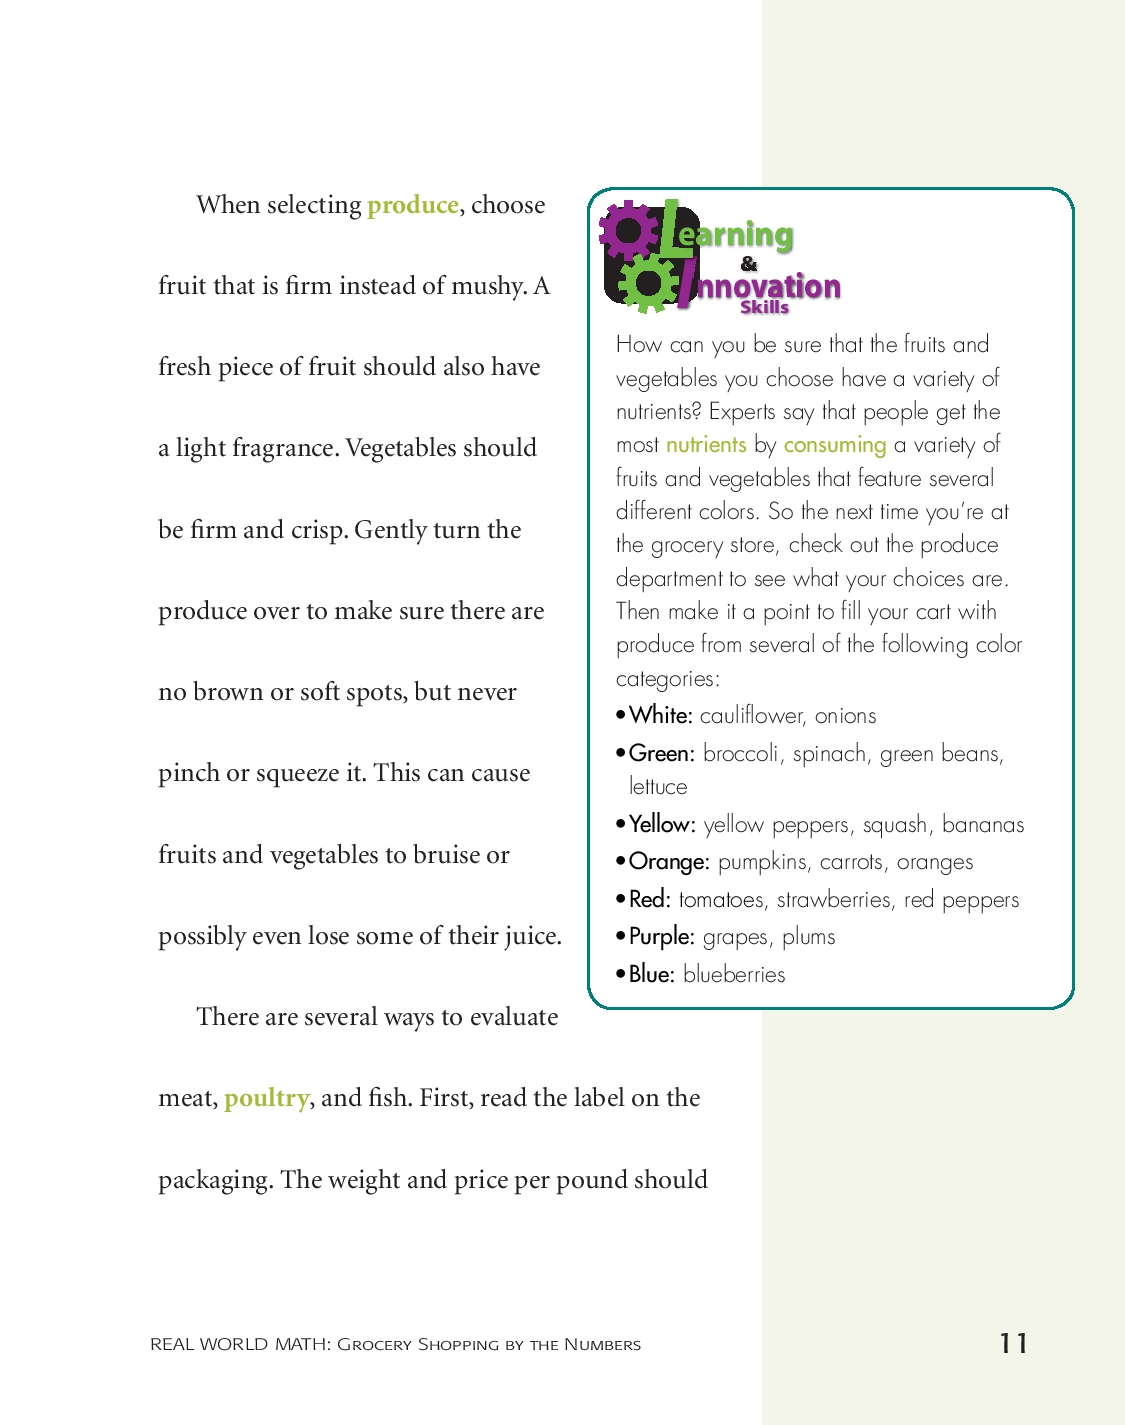 When selecting produce, choose
fruit that is firm instead of mushy. A
fresh piece of fruit should also have
a light fragrance. Vegetables should
be firm and crisp. Gently turn the
produce over to make sure there are
no brown or soft spots, but never
pinch or squeeze it. This can cause
fruits and vegetables to bruise or
possibly even lose some of their juice.
There are several ways to evaluate
meat, poultry, and fish. First, read the label on the
packaging. The weight and price per pound should
Learning
&
Innovation
Skills
How can you be sure that the fruits and
vegetables you choose have a variety of
nutrients? Experts say that people get the
most nutrients by consuming a variety of
fruits and vegetables that feature several
different colors. So the next time you’re at
the grocery store, check out the produce
department to see what your choices are.
Then make it a point to fill your cart with
produce from several of the following color
categories:
• White: cauliflower, onions
• Green: broccoli, spinach, green beans,
lettuce
• Yellow: yellow peppers, squash, bananas
• Orange: pumpkins, carrots, oranges
• Red: tomatoes, strawberries, red peppers
• Purple: grapes, plums
• Blue: blueberries
REAL WORLD MATH: Grocery Shopping by the Numbers
11